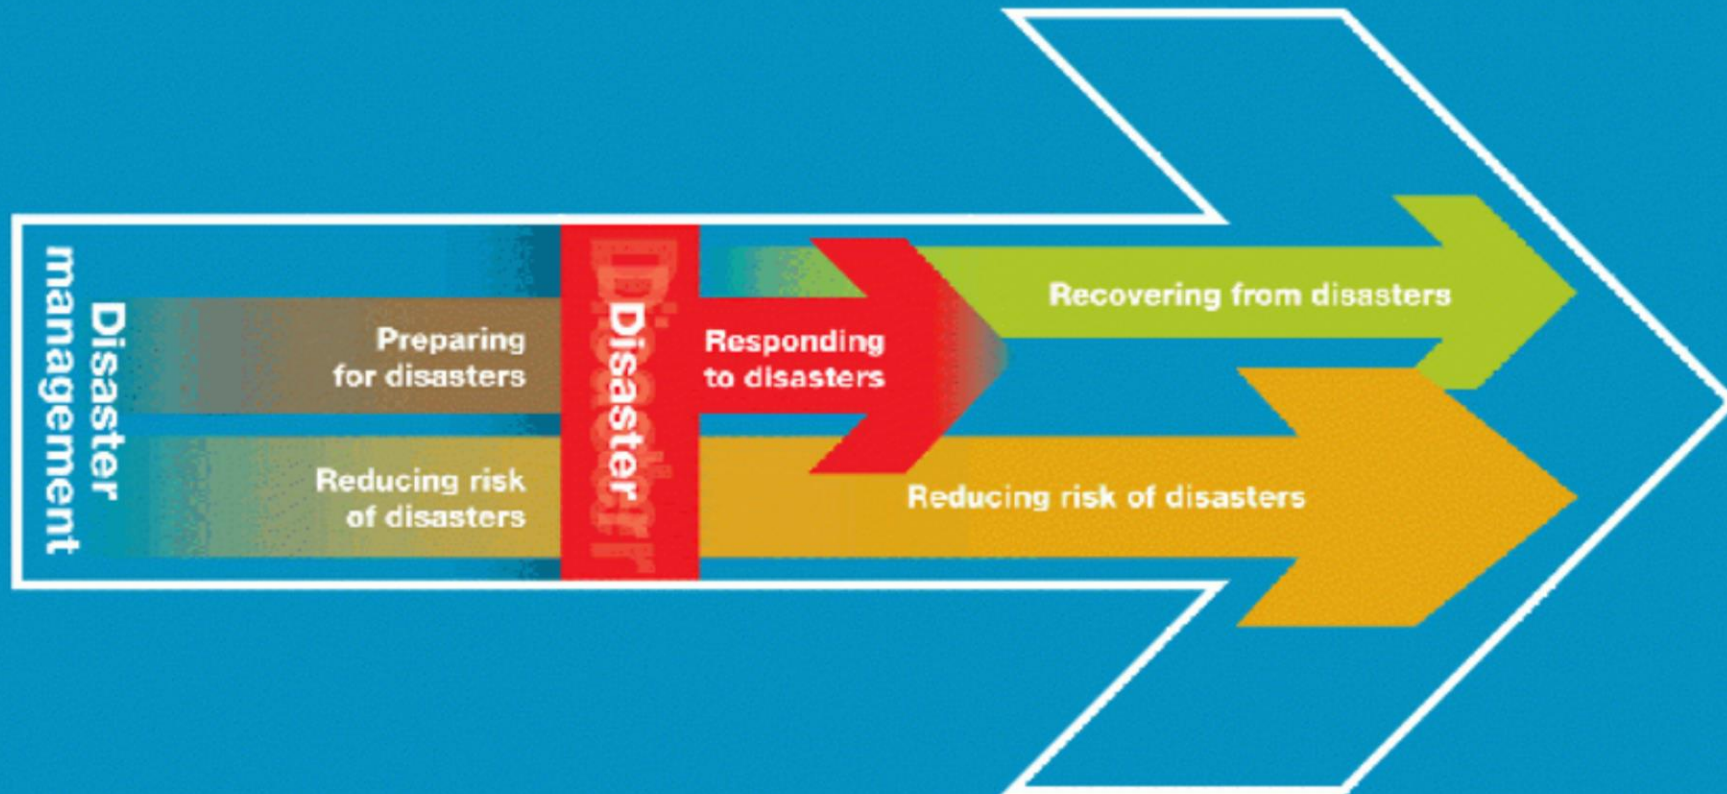 Disaster
management
Preparing
for disasters
Reducing risk
of disasters
Disaster
Disaster
Responding
to disasters
Recovering from disasters
Reducing risk of disasters